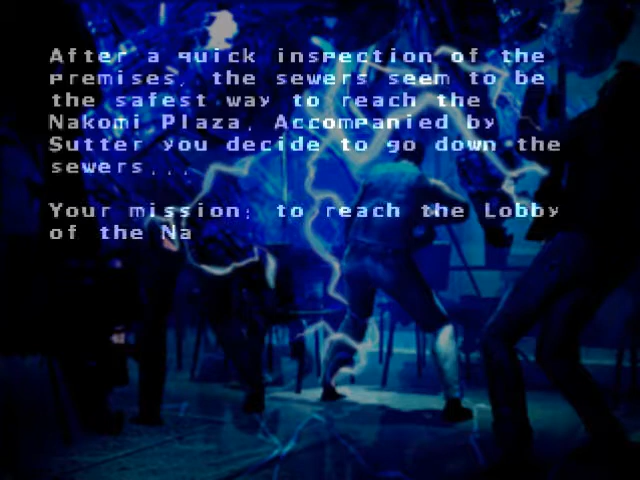 After a quick inspection of the
premises, the sewers seem to be
the safest way to reach the
Nakomi Plaza. Accompanied by
Sutter you decide to go down the
sewers...
Your mission: to reach the Lobby
of the Na